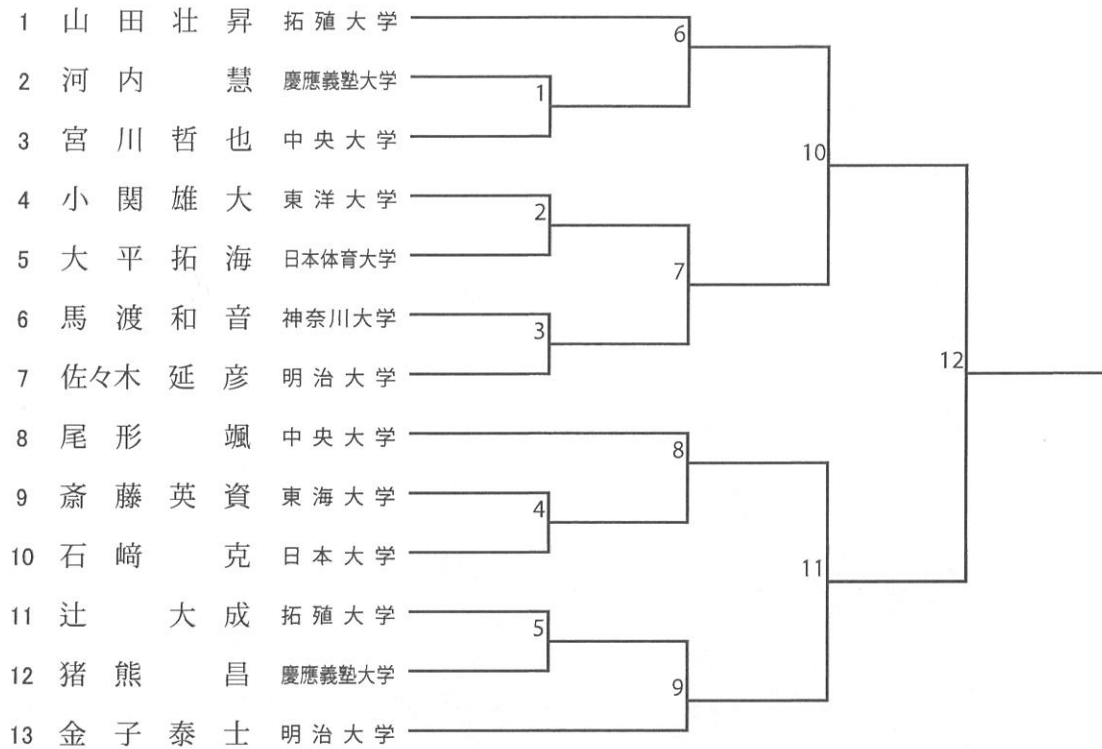 1 山田壮昇 拓殖大学
2 河内慧 慶應義塾大学
3 宮川哲也 中央大学
4 小関雄大 東洋大学
5 大平拓海 日本体育大学
6 馬渡和音 神奈川大学
7 佐々木延彦 明治大学
8 尾形颯 中央大学
9 斎藤英資 東海大学
10 石﨑克 日本大学
11 辻大成 拓殖大学
12 猪熊昌 慶應義塾大学
13 金子泰士 明治大学
6
1
10
2
7
3
12
8
4
11
5
9